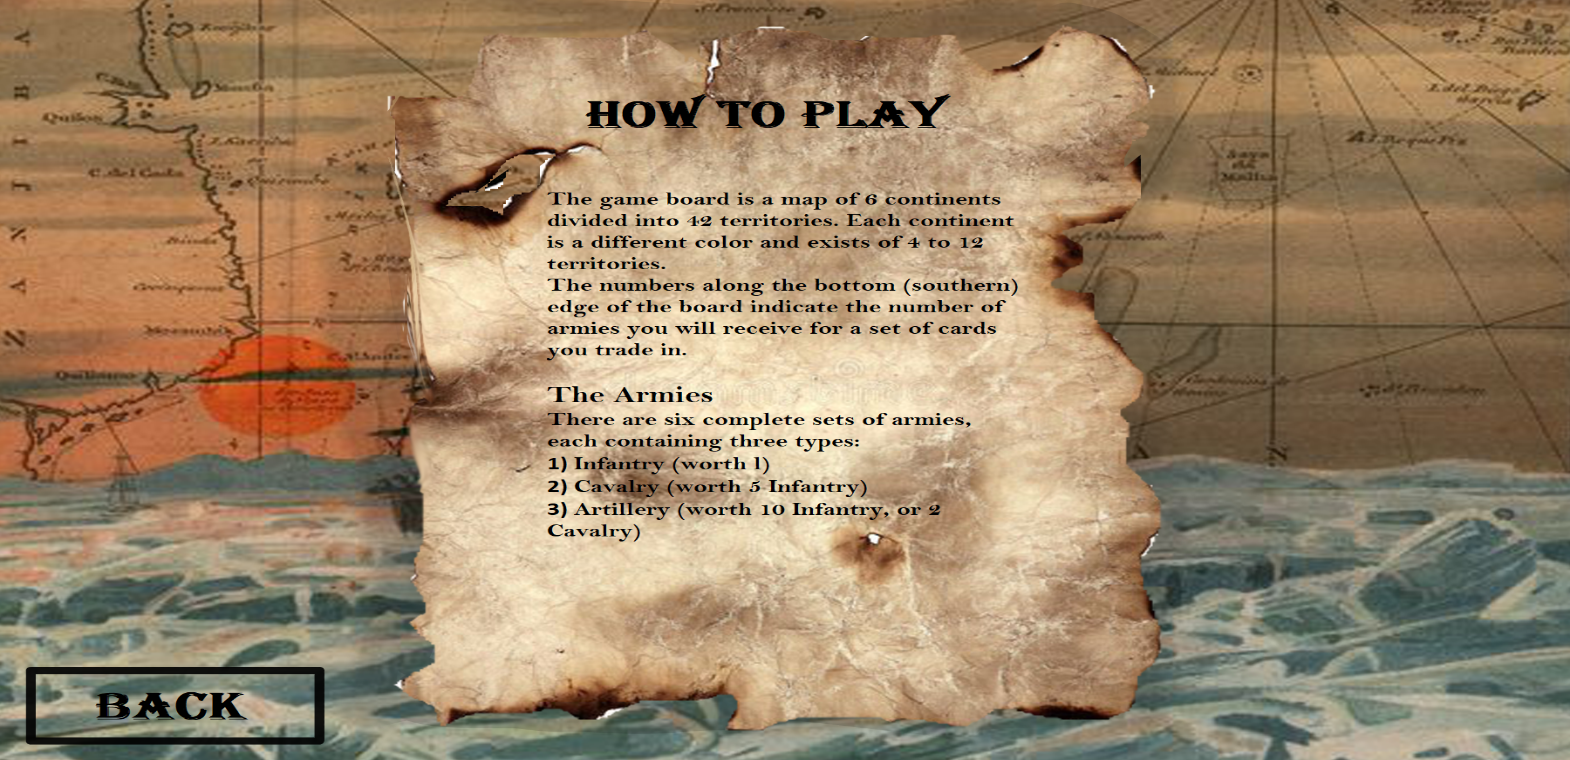 HOW TO PLAY
The game board is a map of 6 continents
divided into 42 territories. Each continent
is a different color and exists of 4 to 12
territories.
The numbers along the bottom (southern)
edge of the board indicate the number of
armies you will receive for a set of cards
you trade in.
The Armies
There are six complete sets of armies,
each containing three types:
1) Infantry (worth l)
2) Cavalry (worth 5 Infantry)
3) Artillery (worth 10 Infantry, or 2
Cavalry)
BACK